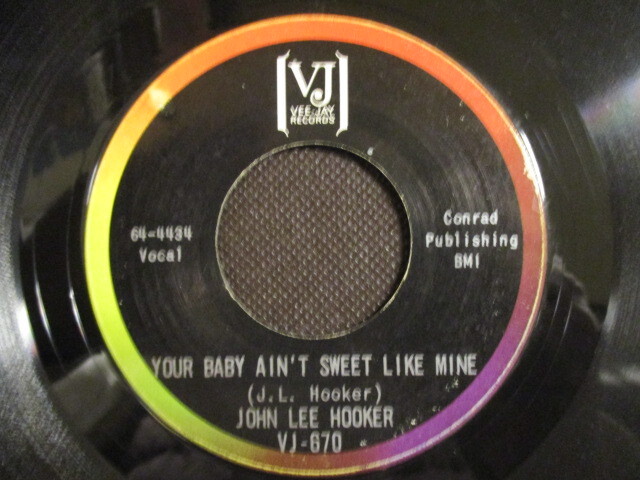 VJ
VEE JAY
RECORDS
64-4434
Vocal
Conrad
Publishing
BMI
YOUR BABY AIN'T SWEET LIKE MINE
(J.L. Hooker)
JOHN LEE HOOKER
VJ-670